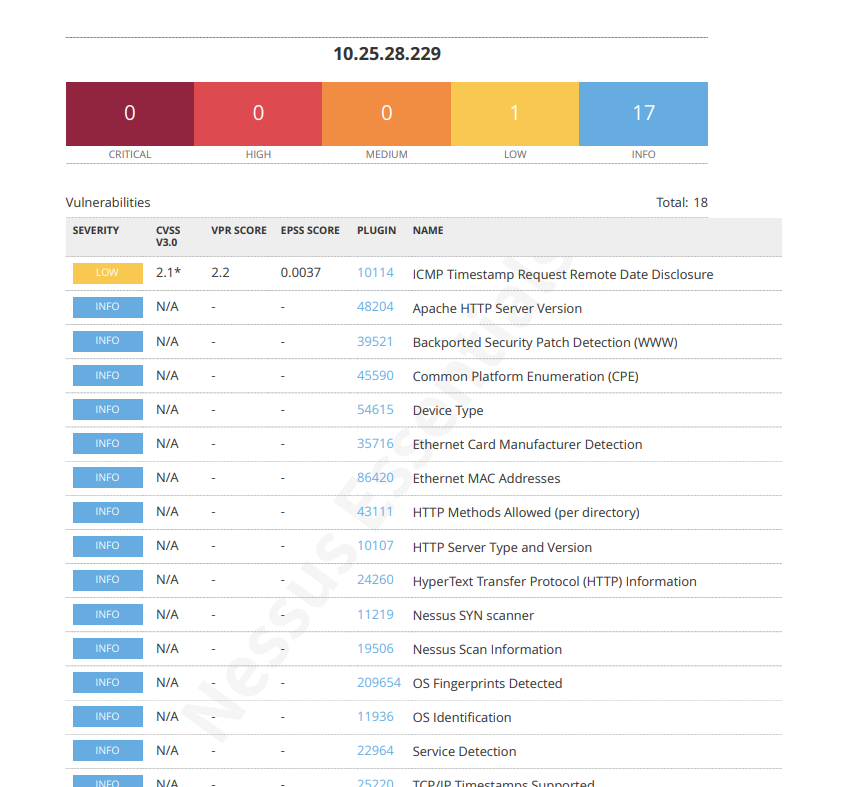 10.25.28.229
0 0 0 1 17
CRITICAL HIGH MEDIUM LOW INFO
Vulnerabilities Total: 18
SEVERITY CVSS V3.0 VPR SCORE EPSS SCORE PLUGIN NAME
LOW 2.1* 2.2 0.0037 10114 ICMP Timestamp Request Remote Date Disclosure
INFO N/A - - 48204 Apache HTTP Server Version
INFO N/A - - 39521 Backported Security Patch Detection (WWW)
INFO N/A - - 45590 Common Platform Enumeration (CPE)
INFO N/A - - 54615 Device Type
INFO N/A - - 35716 Ethernet Card Manufacturer Detection
INFO N/A - - 86420 Ethernet MAC Addresses
INFO N/A - - 43111 HTTP Methods Allowed (per directory)
INFO N/A - - 10107 HTTP Server Type and Version
INFO N/A - - 24260 HyperText Transfer Protocol (HTTP) Information
INFO N/A - - 11219 Nessus SYN scanner
INFO N/A - - 19506 Nessus Scan Information
INFO N/A - - 209654 OS Fingerprints Detected
INFO N/A - - 11936 OS Identification
INFO N/A - - 22964 Service Detection
INFO N/A - - 25220 TCP/IP Timestamps Supported
Nessus Essentials